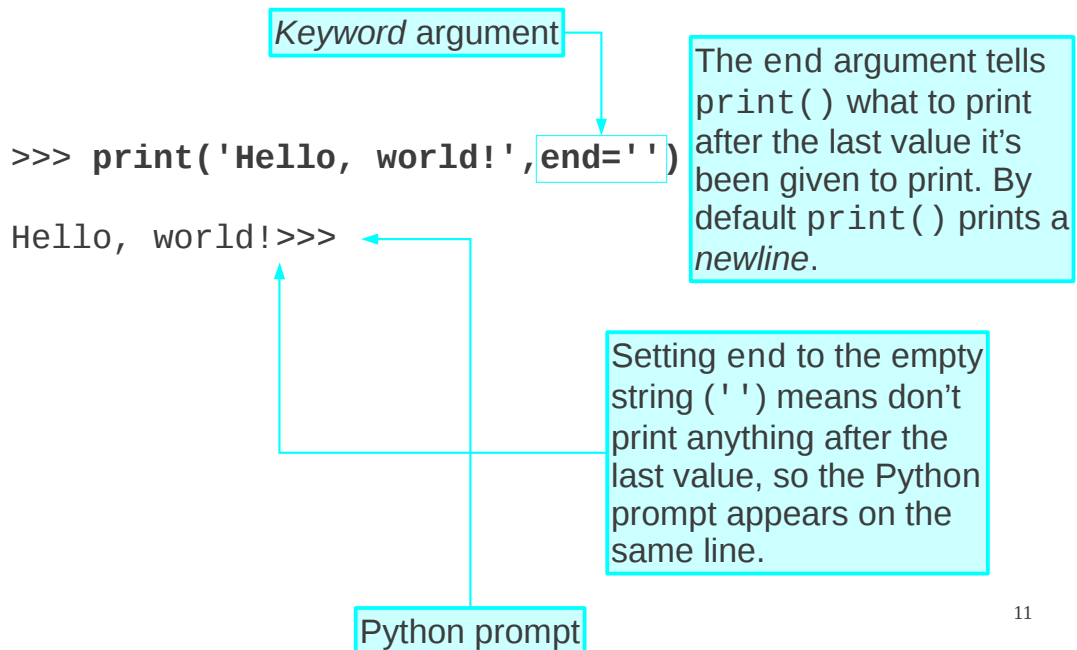 Keyword argument
The end argument tells
print() what to print
after the last value it's
been given to print. By
default print() prints a
newline.
>>> print('Hello, world!',end='')
Hello, world!>>>
Setting end to the empty
string ('') means don't
print anything after the
last value, so the Python
prompt appears on the
same line.
Python prompt
11